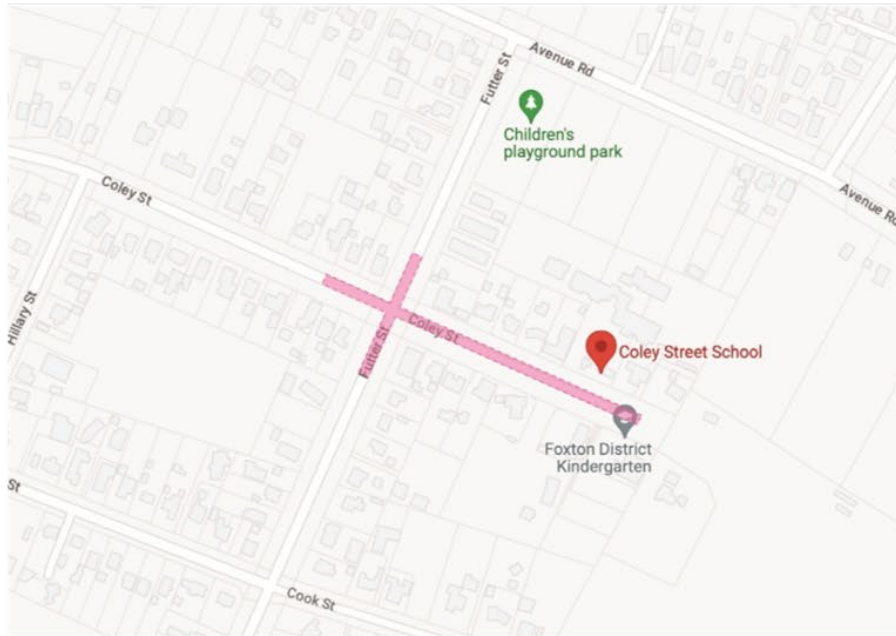 Avenue Rd
Futter St
Children's
playground park
Avenue Rd
Coley St
Hillary St
Coley St
Futter St
Coley Street School
Foxton District
Kindergarten
St
Cook St